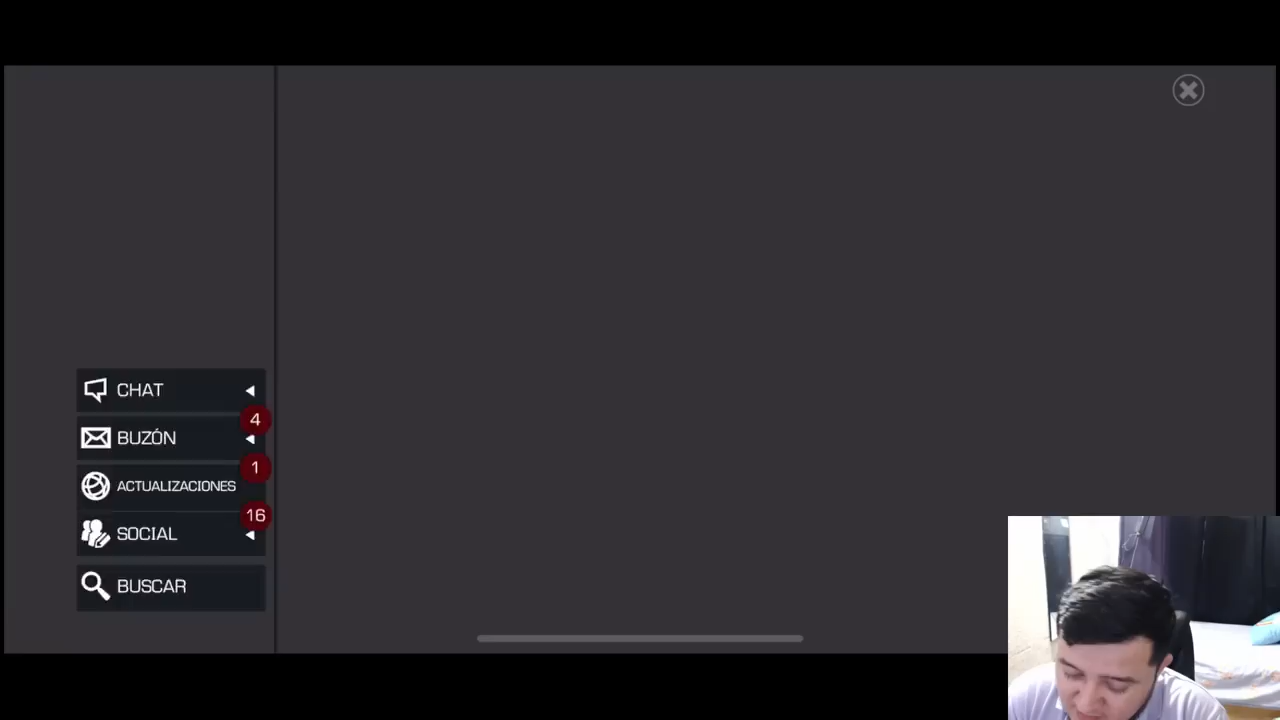 CHAT
4
BUZÓN
1
ACTUALIZACIONES
16
SOCIAL
BUSCAR